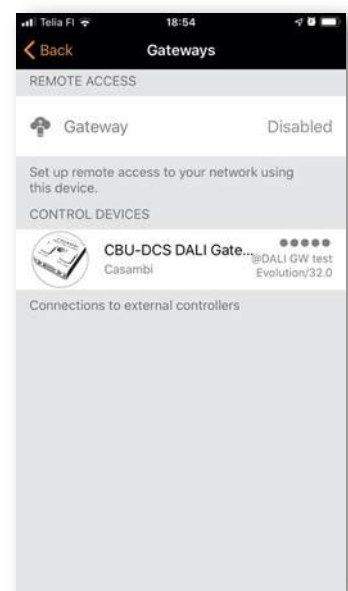 Telia FI 18:54
Back Gateways
REMOTE ACCESS
Gateway Disabled
Set up remote access to your network using
this device.
CONTROL DEVICES
CBU-DCS DALI Gate...
@DALI GW test
Casambi
Evolution/32.0
Connections to external controllers